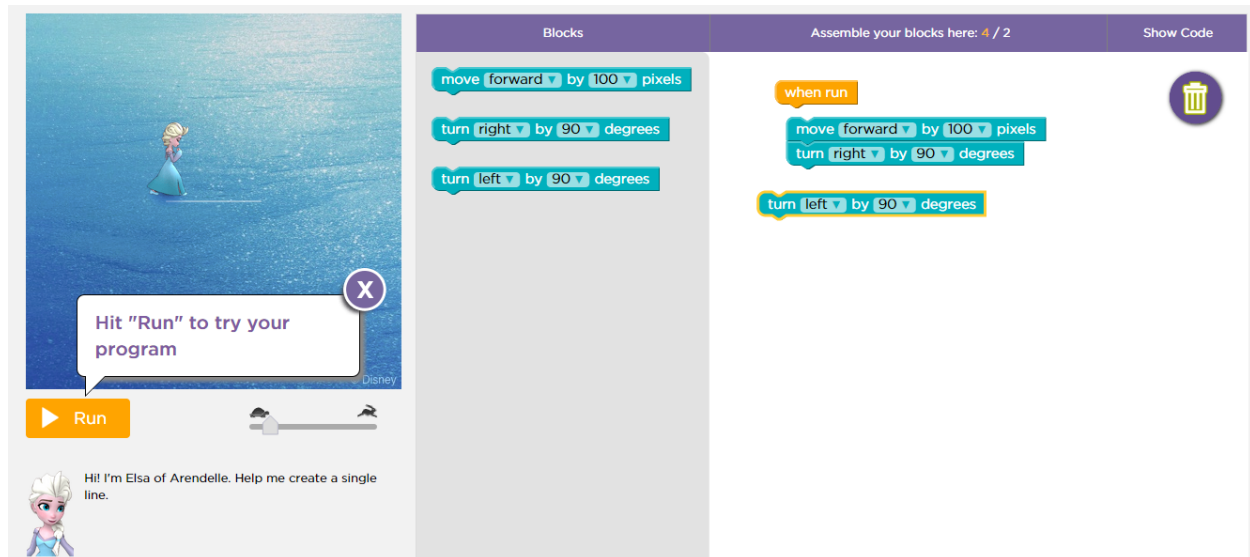 Blocks
Assemble your blocks here: 4 / 2
Show Code
move forward by 100 pixels
turn right by 90 degrees
turn left by 90 degrees
when run
move forward by 100 pixels
turn right by 90 degrees
turn left by 90 degrees
X
Hit "Run" to try your
program
Disney
Run
Hi! I'm Elsa of Arendelle. Help me create a single
line.